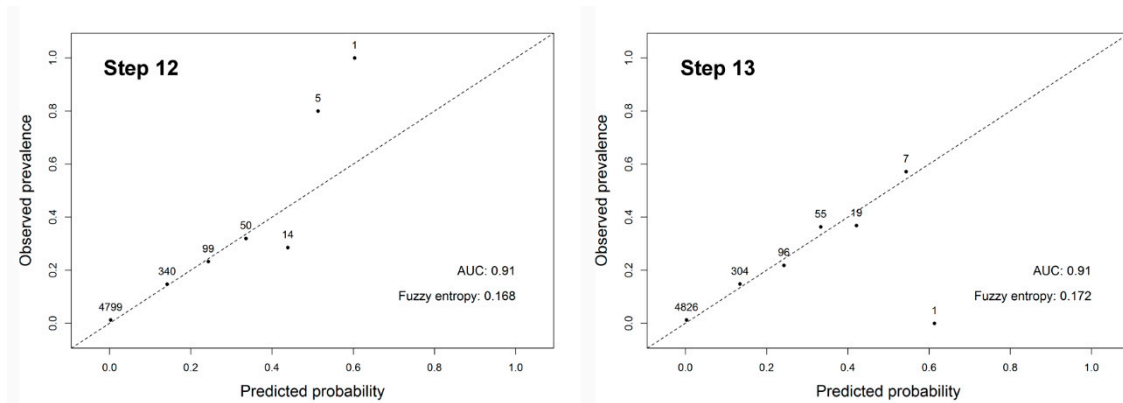 Step 12
1.0
0.8
0.6
0.4
0.2
0.0
Observed prevalence
1
5
14
50
99
340
4799
AUC: 0.91
Fuzzy entropy: 0.168
0.0 0.2 0.4 0.6 0.8 1.0
Predicted probability
Step 13
1.0
0.8
0.6
0.4
0.2
0.0
Observed prevalence
7
55
19
96
304
4826
1
AUC: 0.91
Fuzzy entropy: 0.172
0.0 0.2 0.4 0.6 0.8 1.0
Predicted probability